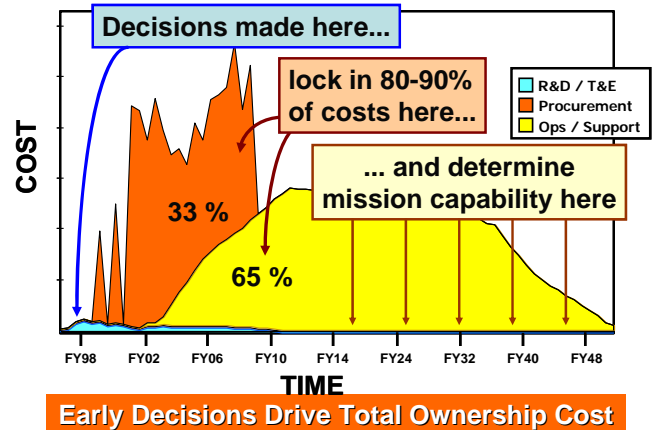 Decisions made here...
lock in 80-90%
of costs here...
R&D / T&E
Procurement
Ops / Support
... and determine
mission capability here
COST
33 %
65 %
FY98 FY02 FY06 FY10 FY14 FY24 FY32 FY40 FY48
TIME
Early Decisions Drive Total Ownership Cost